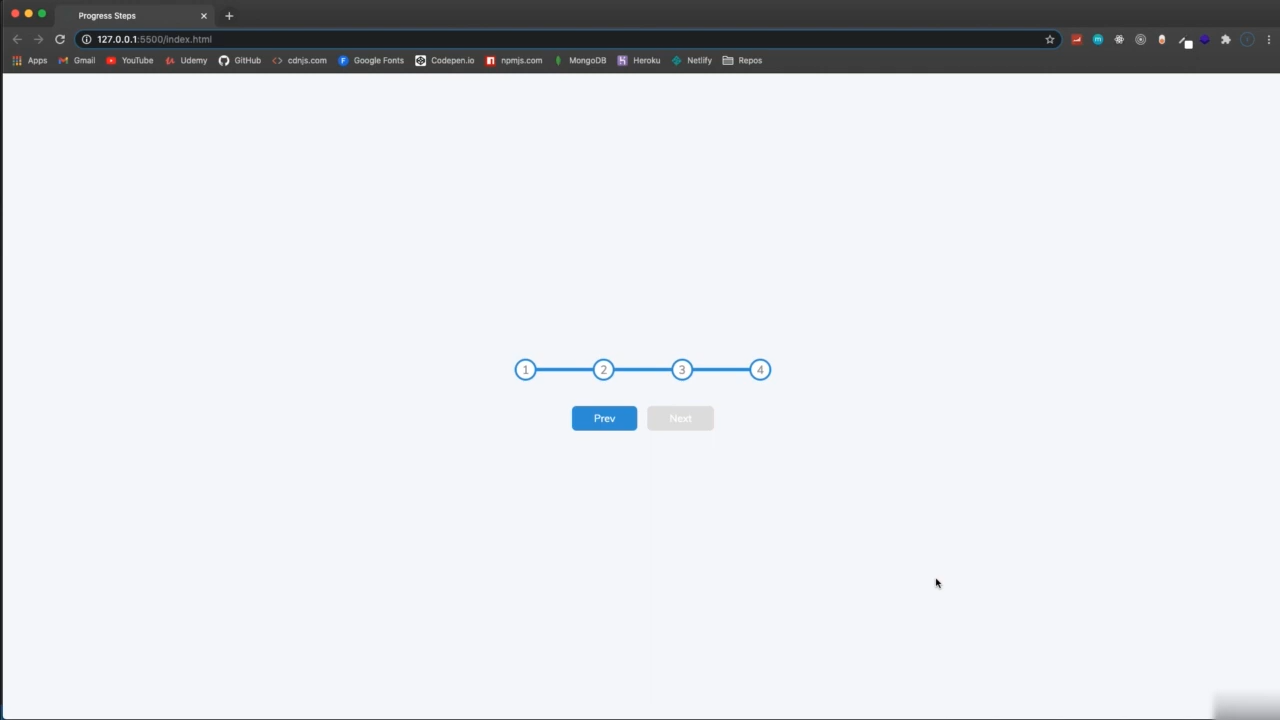 Progress Steps
127.0.0.1:5500/index.html
Apps Gmail YouTube Udemy GitHub cdnjs.com Google Fonts Codepen.io npmjs.com MongoDB Heroku Netlify Repos
1 2 3 4
Prev Next